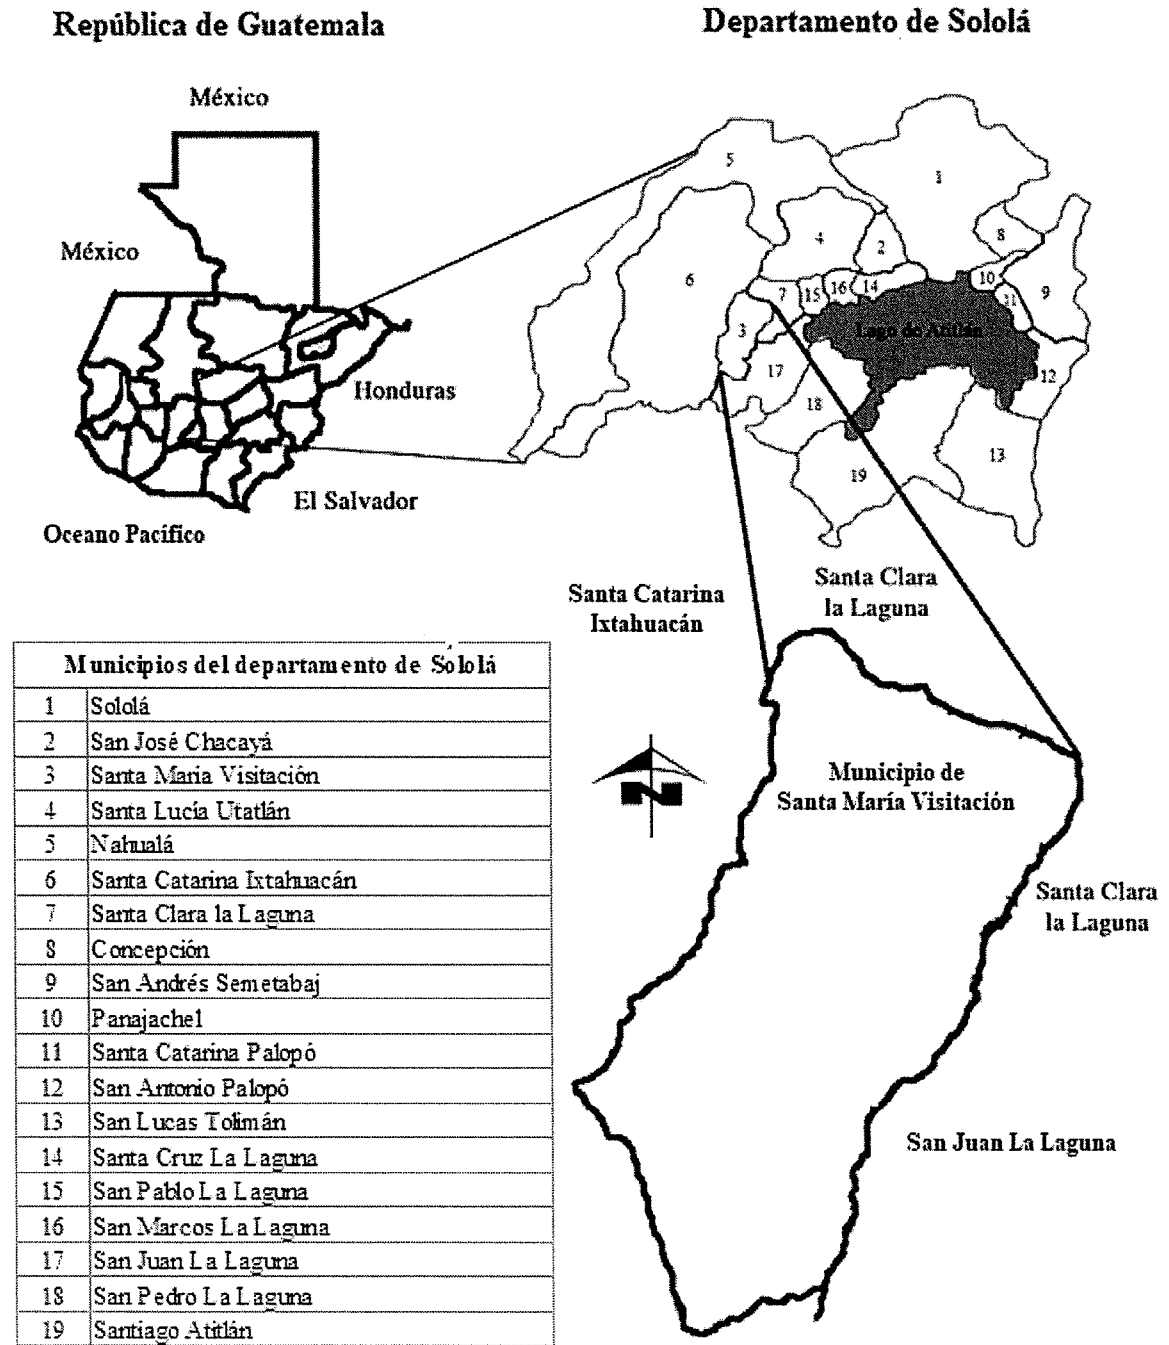 República de Guatemala
Departamento de Sololá
México
México
Honduras
El Salvador
Oceano Pacífico
5
1
4
2
8
6
7
15
16
14
10
9
11
3
Lago de Atitlán
17
12
18
13
19
Santa Catarina
Ixtahuacán
Santa Clara
la Laguna
Municipios del departamento de Sololá
1 Sololá
2 San José Chacayá
3 Santa María Visitación
4 Santa Lucía Utatlán
5 Nahualá
6 Santa Catarina Ixtahuacán
7 Santa Clara la Laguna
8 Concepción
9 San Andrés Semetabaj
10 Panajachel
11 Santa Catarina Palopó
12 San Antonio Palopó
13 San Lucas Tolimán
14 Santa Cruz La Laguna
15 San Pablo La Laguna
16 San Marcos La Laguna
17 San Juan La Laguna
18 San Pedro La Laguna
19 Santiago Atitlán
N
Municipio de
Santa María Visitación
Santa Clara
la Laguna
San Juan La Laguna